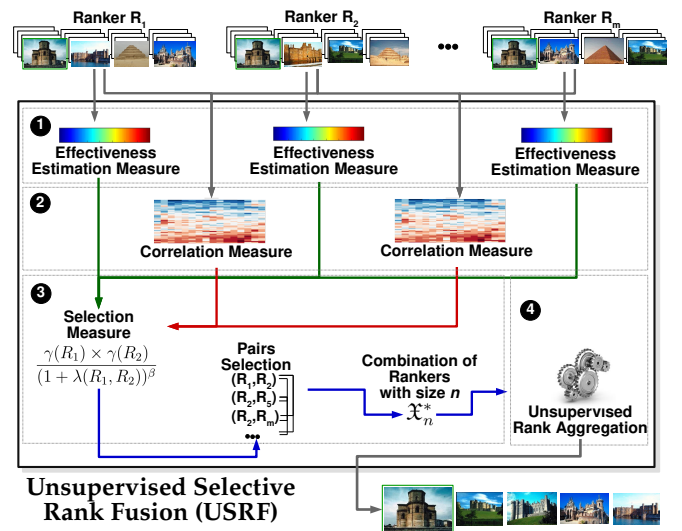 Ranker R1
Ranker R2
Ranker Rm
•••
1
Effectiveness
Estimation Measure
Effectiveness
Estimation Measure
Effectiveness
Estimation Measure
2
Correlation Measure
Correlation Measure
3
Selection
Measure
γ(R1) × γ(R2)
(1 + λ(R1, R2))^β
Pairs
Selection
(R1,R2)
(R2,R5)
(R2,Rm)
•••
Combination of
Rankers
with size n
𝔛*n
4
Unsupervised
Rank Aggregation
Unsupervised Selective
Rank Fusion (USRF)